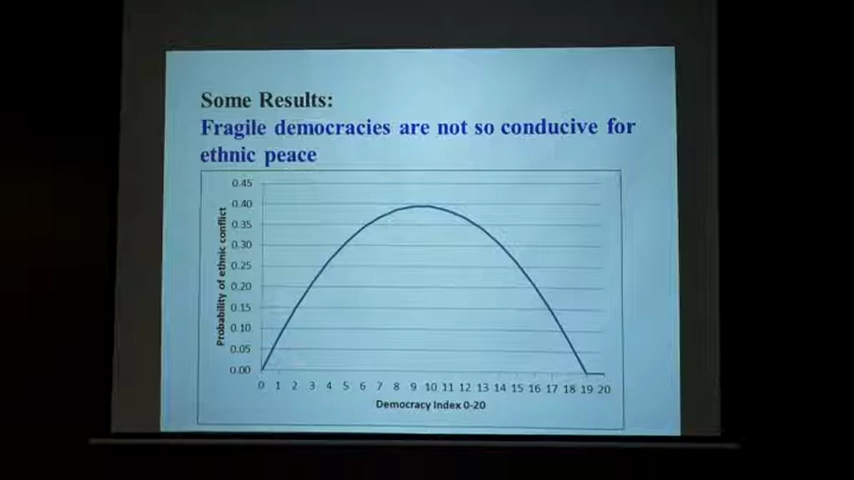 Some Results:
Fragile democracies are not so conducive for
ethnic peace
Probability of ethnic conflict
0.45
0.40
0.35
0.30
0.25
0.20
0.15
0.10
0.05
0.00
0 1 2 3 4 5 6 7 8 9 10 11 12 13 14 15 16 17 18 19 20
Democracy Index 0-20